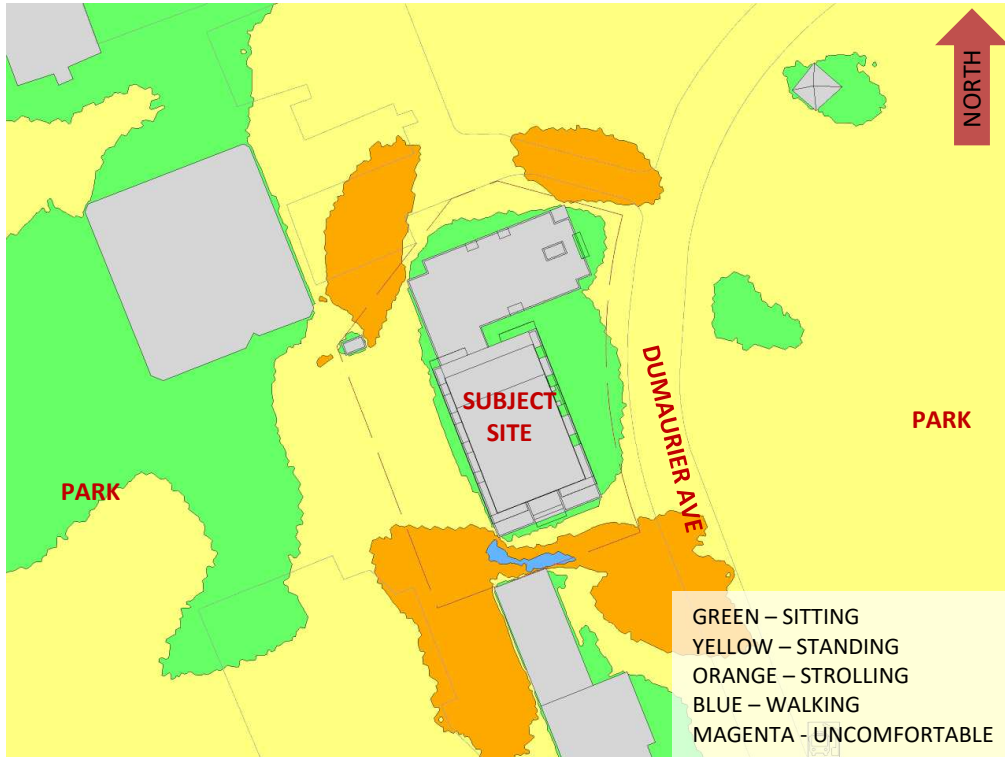 NORTH
SUBJECT
SITE
DUMAURIER AVE
PARK
PARK
GREEN – SITTING
YELLOW – STANDING
ORANGE – STROLLING
BLUE – WALKING
MAGENTA - UNCOMFORTABLE